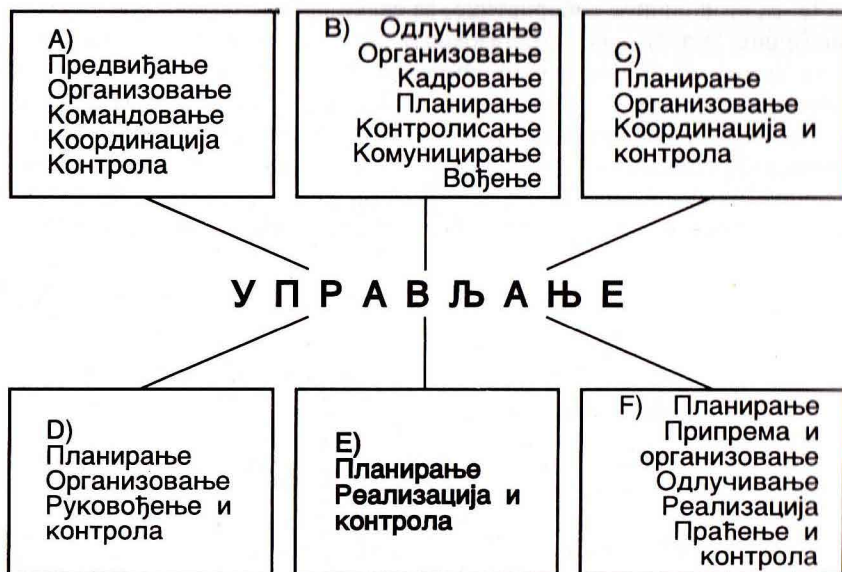 A)
Предвиђање
Организовање
Командовање
Координација
Контрола
B) Одлучивање
Организовање
Кадровање
Планирање
Контролисање
Комуницирање
Вођење
C)
Планирање
Организовање
Координација и
контрола
УПРАВЉАЊЕ
D)
Планирање
Организовање
Руковођење и
контрола
E)
Планирање
Реализација и
контрола
F) Планирање
Припрема и
организовање
Одлучивање
Реализација
Праћење и
контрола